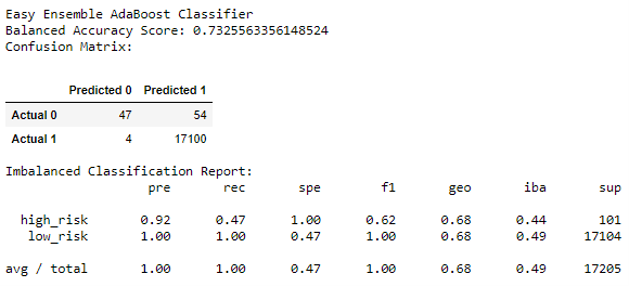 Easy Ensemble AdaBoost Classifier
Balanced Accuracy Score: 0.7325563356148524
Confusion Matrix:
Predicted 0 Predicted 1
Actual 0 47 54
Actual 1 4 17100
Imbalanced Classification Report:
pre rec spe f1 geo iba sup
high_risk 0.92 0.47 1.00 0.62 0.68 0.44 101
low_risk 1.00 1.00 0.47 1.00 0.68 0.49 17104
avg / total 1.00 1.00 0.47 1.00 0.68 0.49 17205